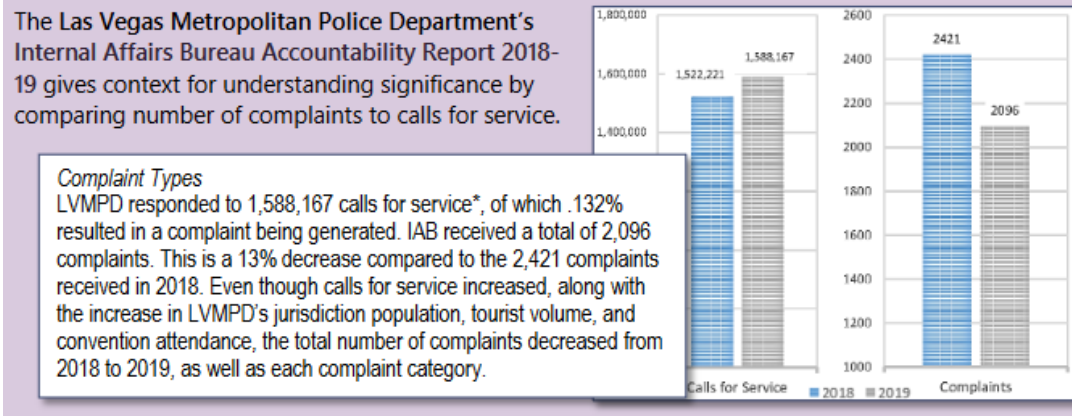 The Las Vegas Metropolitan Police Department's
Internal Affairs Bureau Accountability Report 2018-
19 gives context for understanding significance by
comparing number of complaints to calls for service.
Complaint Types
LVMPD responded to 1,588,167 calls for service*, of which .132%
resulted in a complaint being generated. IAB received a total of 2,096
complaints. This is a 13% decrease compared to the 2,421 complaints
received in 2018. Even though calls for service increased, along with
the increase in LVMPD's jurisdiction population, tourist volume, and
convention attendance, the total number of complaints decreased from
2018 to 2019, as well as each complaint category.
1,800,000
1,600,000
1,400,000
1,522,221
1,588,167
Calls for Service
2600
2400
2200
2000
1800
1600
1400
1200
1000
2421
2096
Complaints
2018 2019